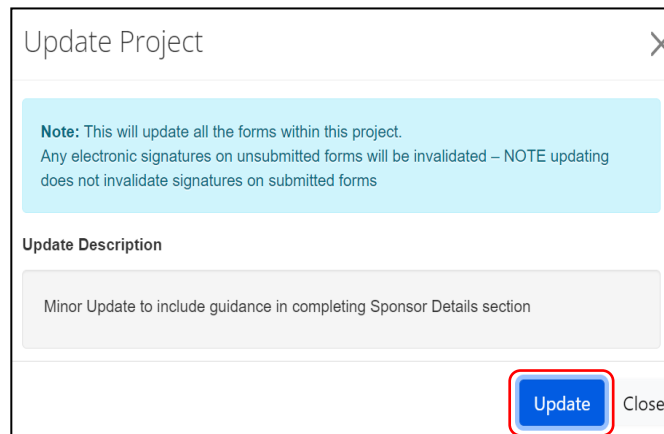 Update Project
Note: This will update all the forms within this project.
Any electronic signatures on unsubmitted forms will be invalidated – NOTE updating
does not invalidate signatures on submitted forms
Update Description
Minor Update to include guidance in completing Sponsor Details section
Update Close